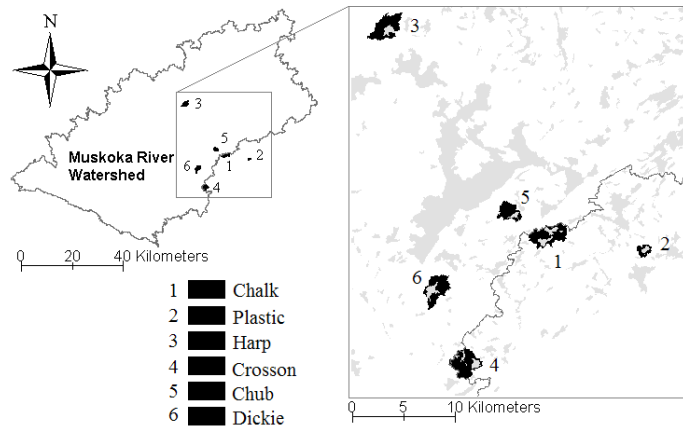 N
3
5
1
2
6
4
Muskoka River
Watershed
0 20 40 Kilometers
1 Chalk
2 Plastic
3 Harp
4 Crosson
5 Chub
6 Dickie
3
5
1
2
6
4
0 5 10 Kilometers